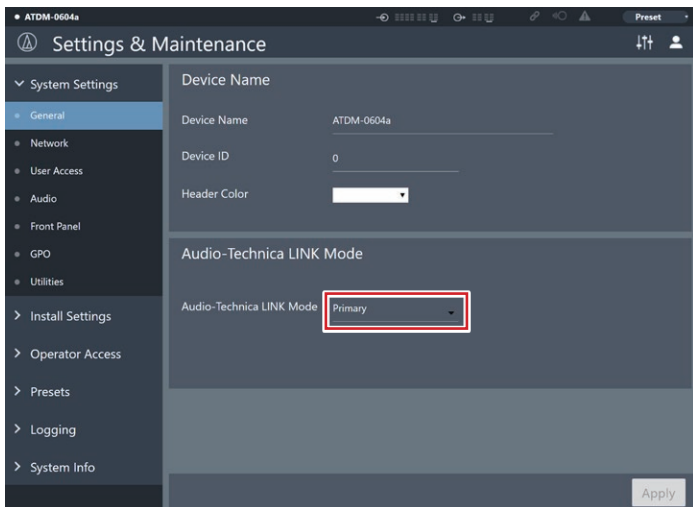 ATDM-0604a
Preset
Settings & Maintenance
System Settings
General
Network
User Access
Audio
Front Panel
GPO
Utilities
Install Settings
Operator Access
Presets
Logging
System Info
Device Name
Device Name ATDM-0604a
Device ID 0
Header Color
Audio-Technica LINK Mode
Audio-Technica LINK Mode Primary
Apply